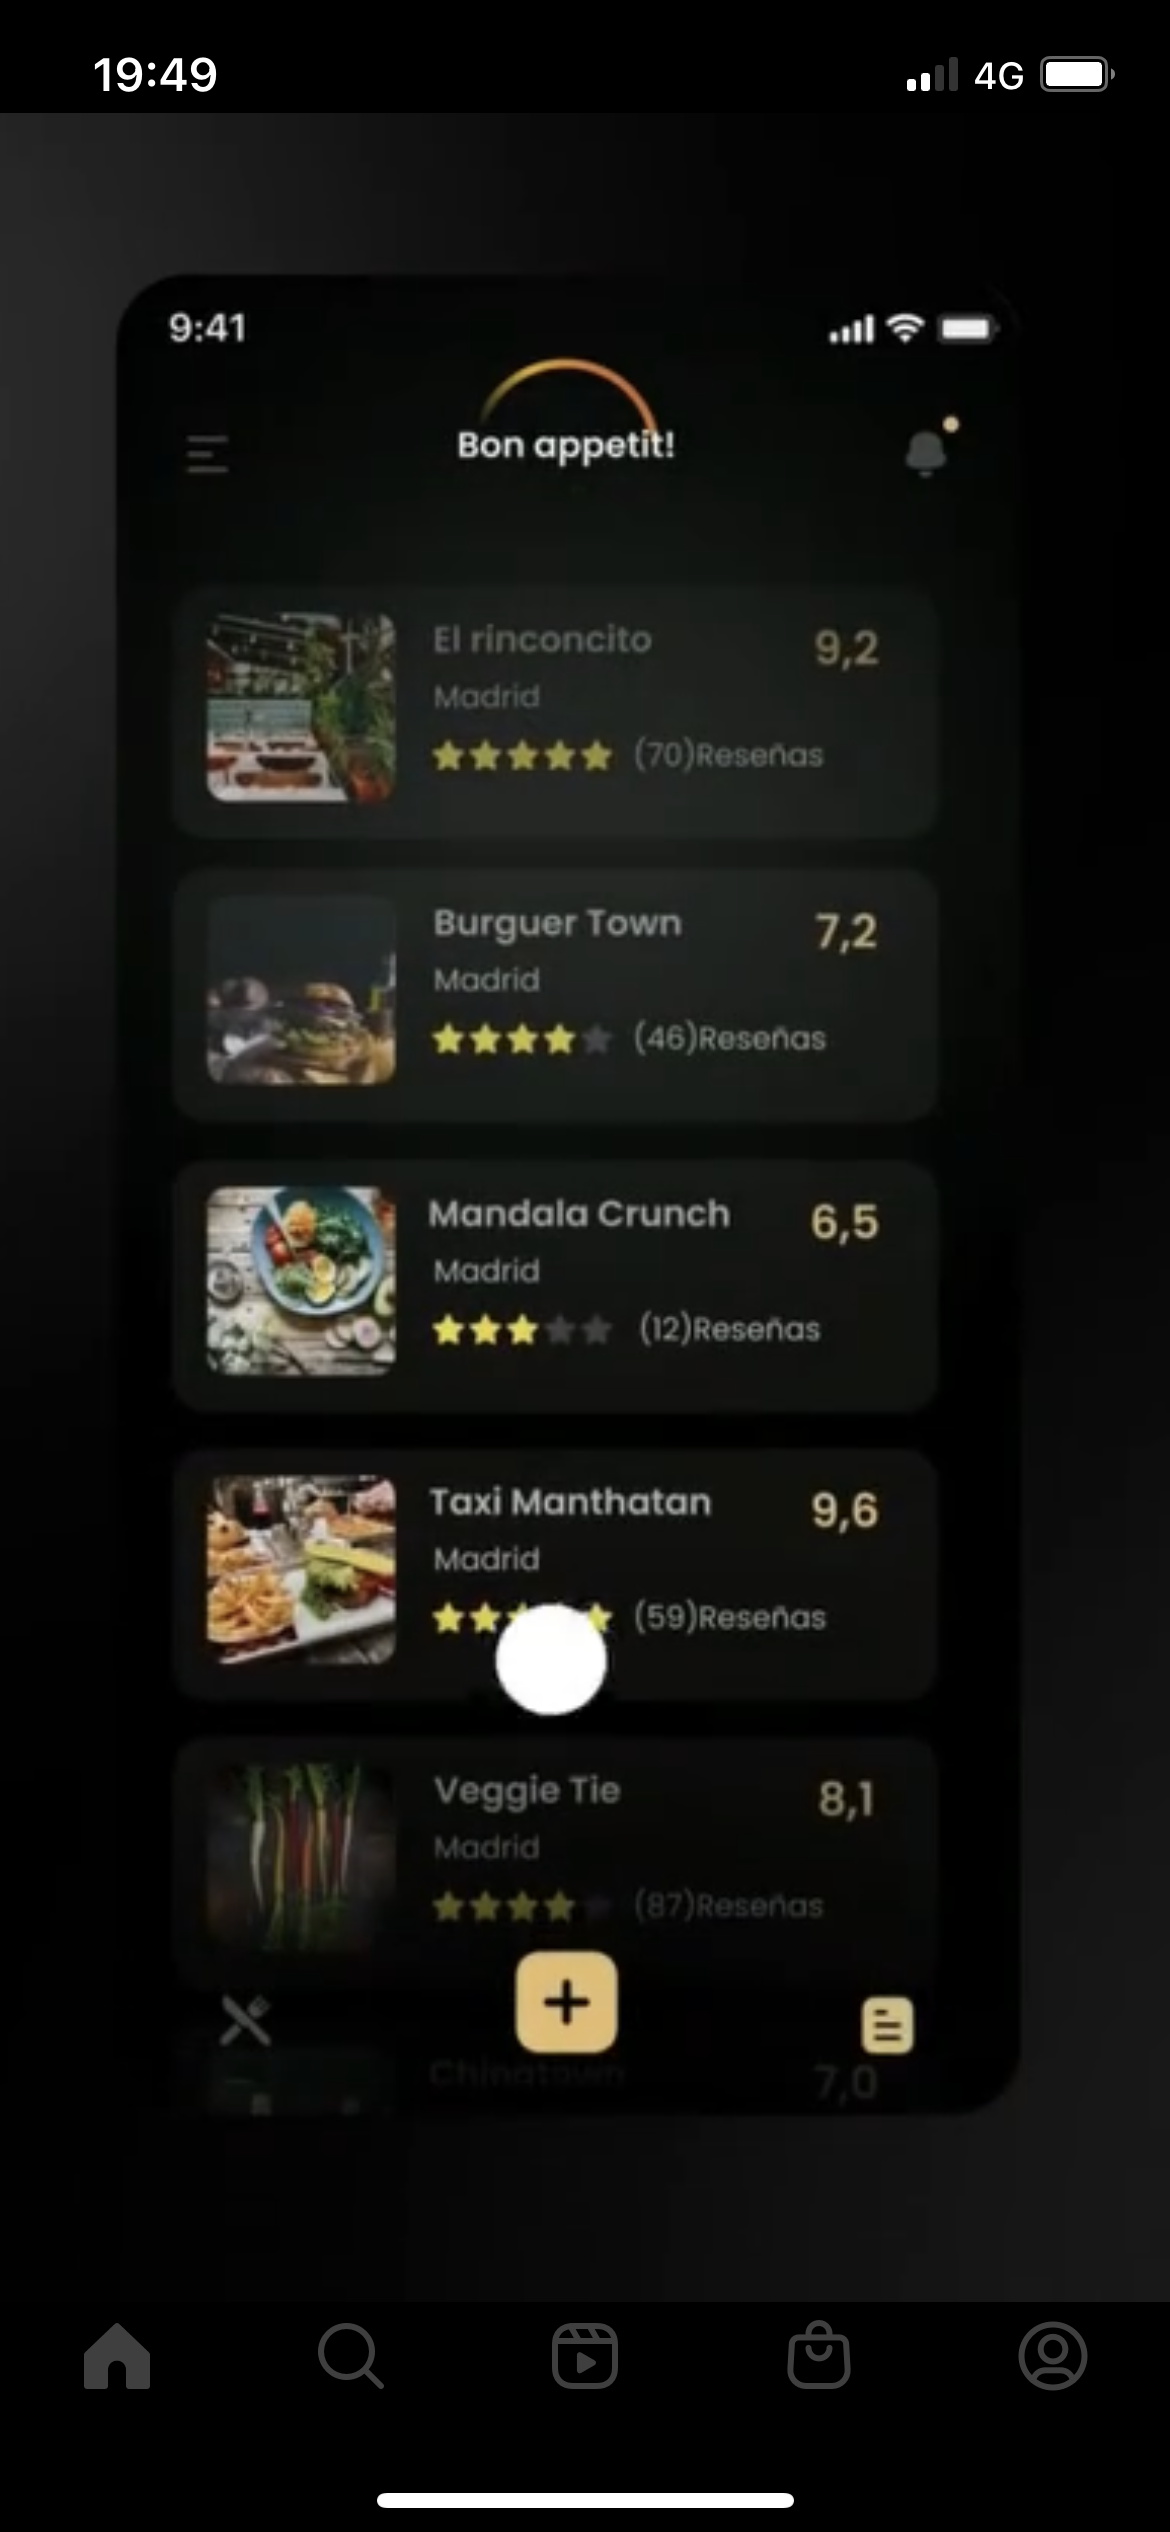 19:49
4G
9:41
Bon appetit!
El rinconcito
9,2
Madrid
(70)Reseñas
Burguer Town
7,2
Madrid
(46)Reseñas
Mandala Crunch
6,5
Madrid
(12)Reseñas
Taxi Manthatan
9,6
Madrid
(59)Reseñas
Veggie Tie
8,1
Madrid
(87)Reseñas
Chinatown
7,0